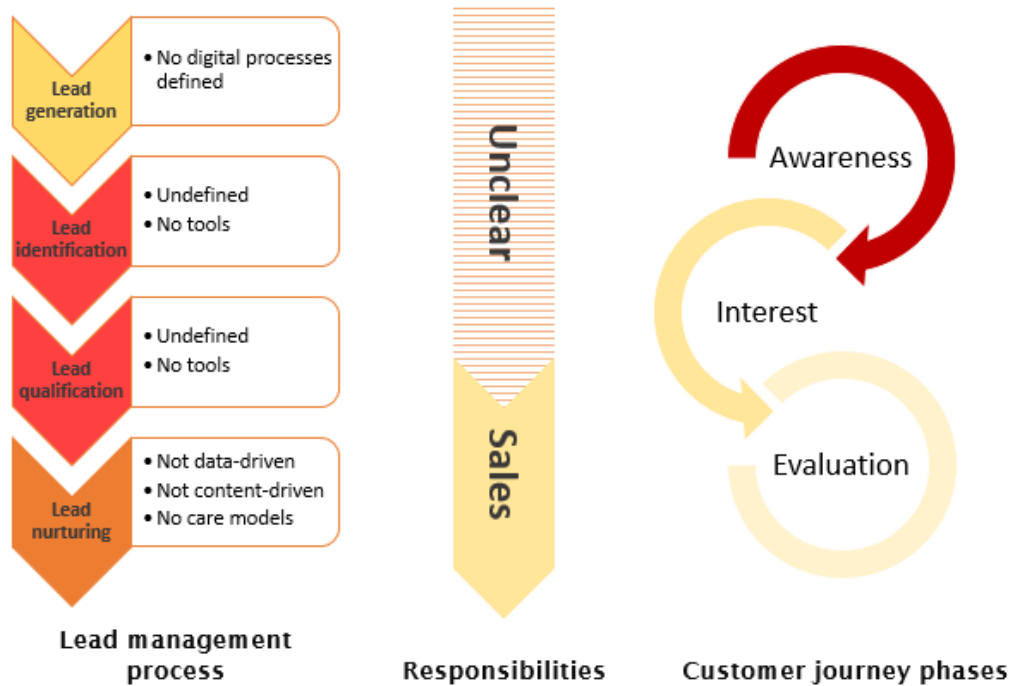 Lead
generation
• No digital processes
defined
Lead
identification
• Undefined
• No tools
Lead
qualification
• Undefined
• No tools
Lead
nurturing
• Not data-driven
• Not content-driven
• No care models
Lead management
process
Unclear
Sales
Responsibilities
Awareness
Interest
Evaluation
Customer journey phases